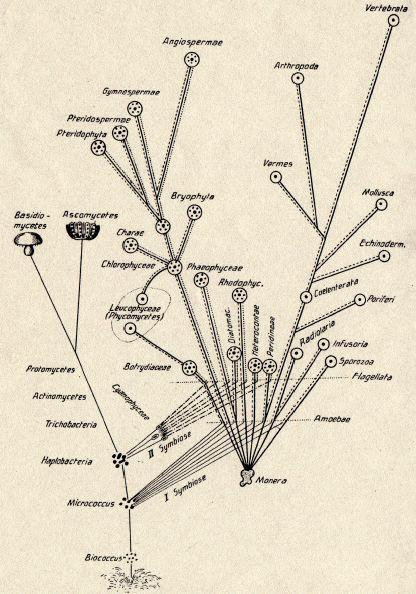 Vertebrata
Angiospermae
Arthropoda
Gymnospermae
Pteridospermae
Pteridophyta
Vermes
Bryophyta
Mollusca
Basidio-
mycetes
Ascomycetes
Charae
Echinoderm.
Chlorophyceae
Phaeophyceae
Rhodophyc.
Coelenterata
Leucophyceae
(Phycomycetes)
Poriferi
Diatomac.
Heterocontae
Peridineae
Radiolaria
Infusoria
Sporozoa
Botrydiaceae
Protomycetes
Flagellata
Actinomycetes
Cyanophyceae
Trichobacteria
Amoebae
II Symbiose
Haplobacteria
I Symbiose
Monera
Micrococcus
Biococcus